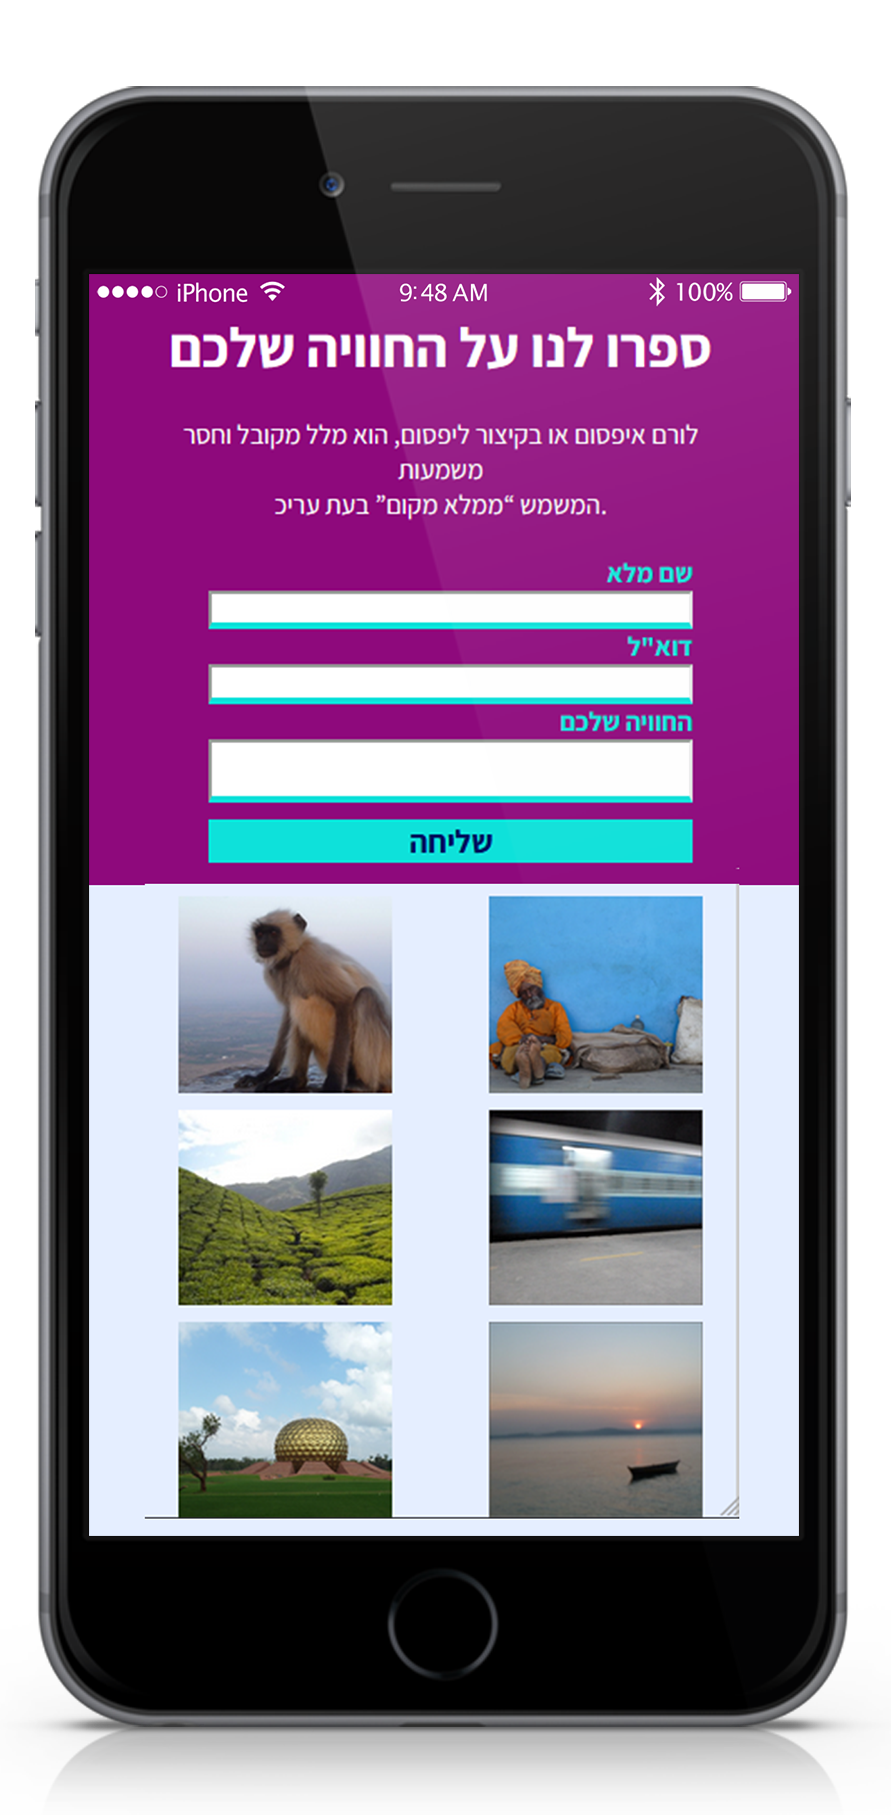 iPhone 9:48 AM 100%
ספרו לנו על החוויה שלכם
לורם איפסום או בקיצור ליפסום, הוא מלל מקובל וחסר
משמעות
המשמש “ממלא מקום” בעת עריכ.
שם מלא
דוא"ל
החוויה שלכם
שליחה